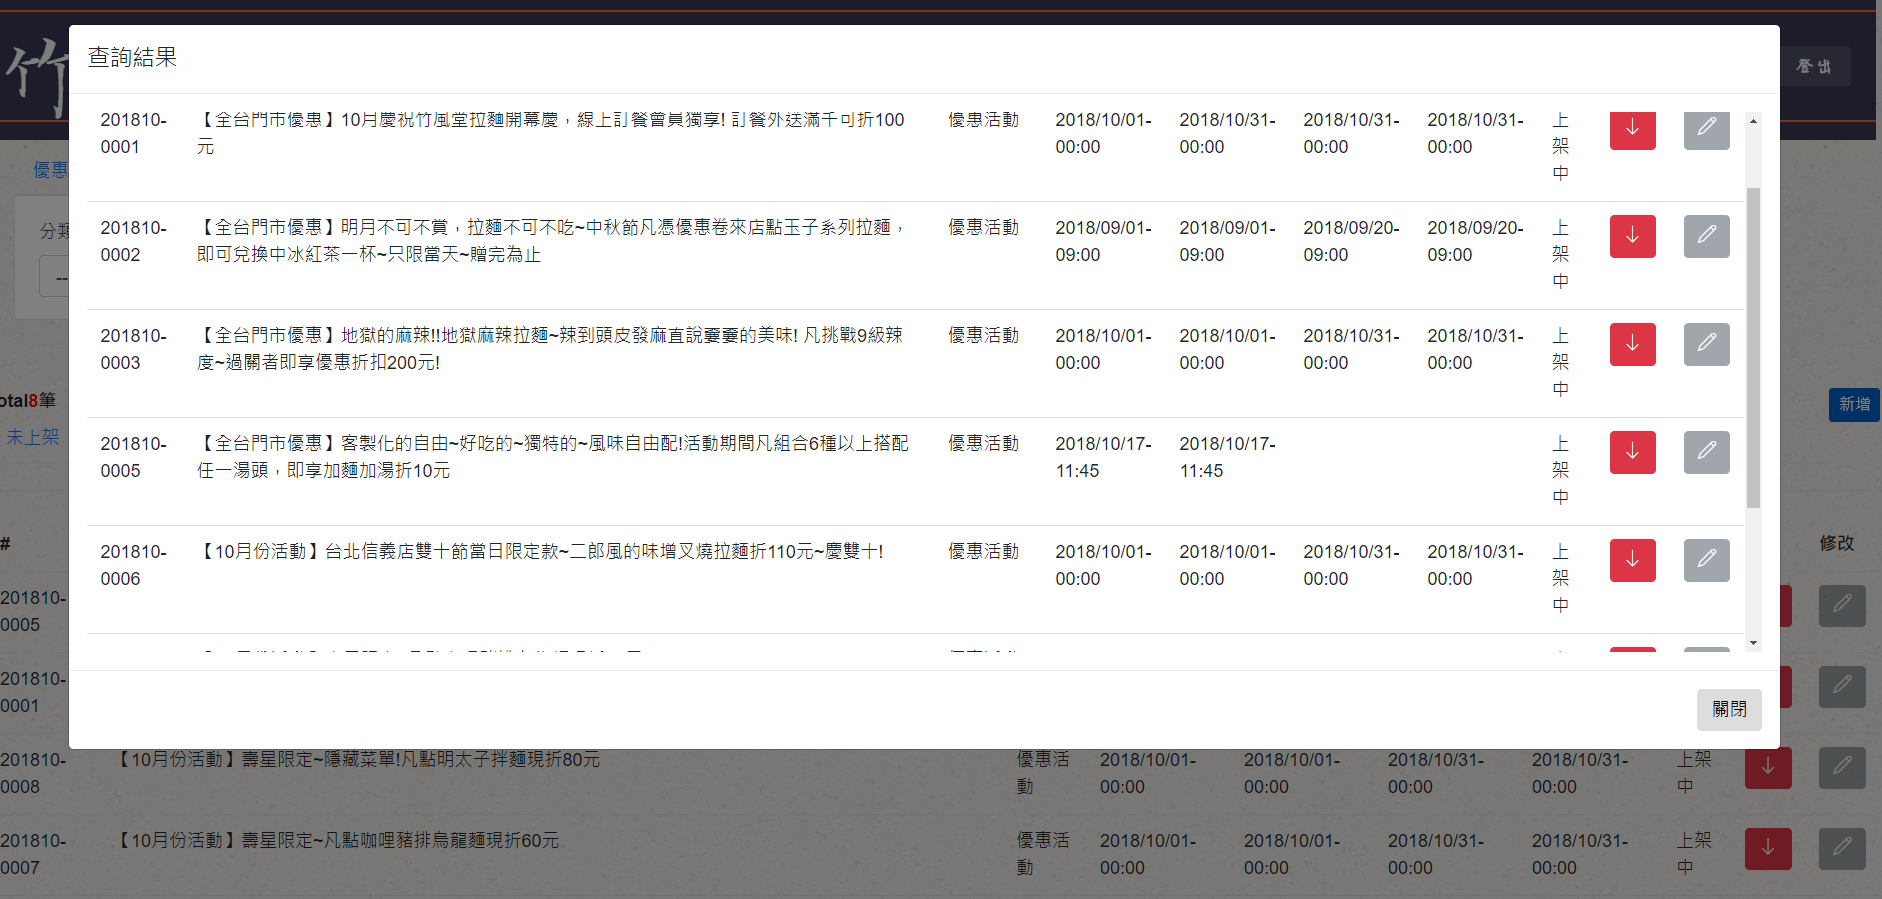 竹
登出
查詢結果
201810-0001 【全台門市優惠】10月慶祝竹風堂拉麵開幕慶，線上訂餐會員獨享! 訂餐外送滿千可折100元 優惠活動 2018/10/01-00:00 2018/10/31-00:00 2018/10/31-00:00 2018/10/31-00:00 上架中
201810-0002 【全台門市優惠】明月不可不賞，拉麵不可不吃~中秋節凡憑優惠卷來店點玉子系列拉麵，即可兌換中冰紅茶一杯~只限當天~贈完為止 優惠活動 2018/09/01-09:00 2018/09/01-09:00 2018/09/20-09:00 2018/09/20-09:00 上架中
201810-0003 【全台門市優惠】地獄的麻辣!!地獄麻辣拉麵~辣到頭皮發麻直說嫑嫑的美味! 凡挑戰9級辣度~過關者即享優惠折扣200元! 優惠活動 2018/10/01-00:00 2018/10/01-00:00 2018/10/31-00:00 2018/10/31-00:00 上架中
201810-0005 【全台門市優惠】客製化的自由~好吃的~獨特的~風味自由配!活動期間凡組合6種以上搭配任一湯頭，即享加麵加湯折10元 優惠活動 2018/10/17-11:45 2018/10/17-11:45 上架中
201810-0006 【10月份活動】台北信義店雙十節當日限定款~二郎風的味增叉燒拉麵折110元~慶雙十! 優惠活動 2018/10/01-00:00 2018/10/01-00:00 2018/10/31-00:00 2018/10/31-00:00 上架中
關閉
優惠
分類
--
otal8筆
新增
未上架
# 修改
201810-0005
201810-0001
201810-0008 【10月份活動】壽星限定~隱藏菜單!凡點明太子拌麵現折80元 優惠活動 2018/10/01-00:00 2018/10/01-00:00 2018/10/31-00:00 2018/10/31-00:00 上架中
201810-0007 【10月份活動】壽星限定~凡點咖哩豬排烏龍麵現折60元 優惠活動 2018/10/01-00:00 2018/10/01-00:00 2018/10/31-00:00 2018/10/31-00:00 上架中